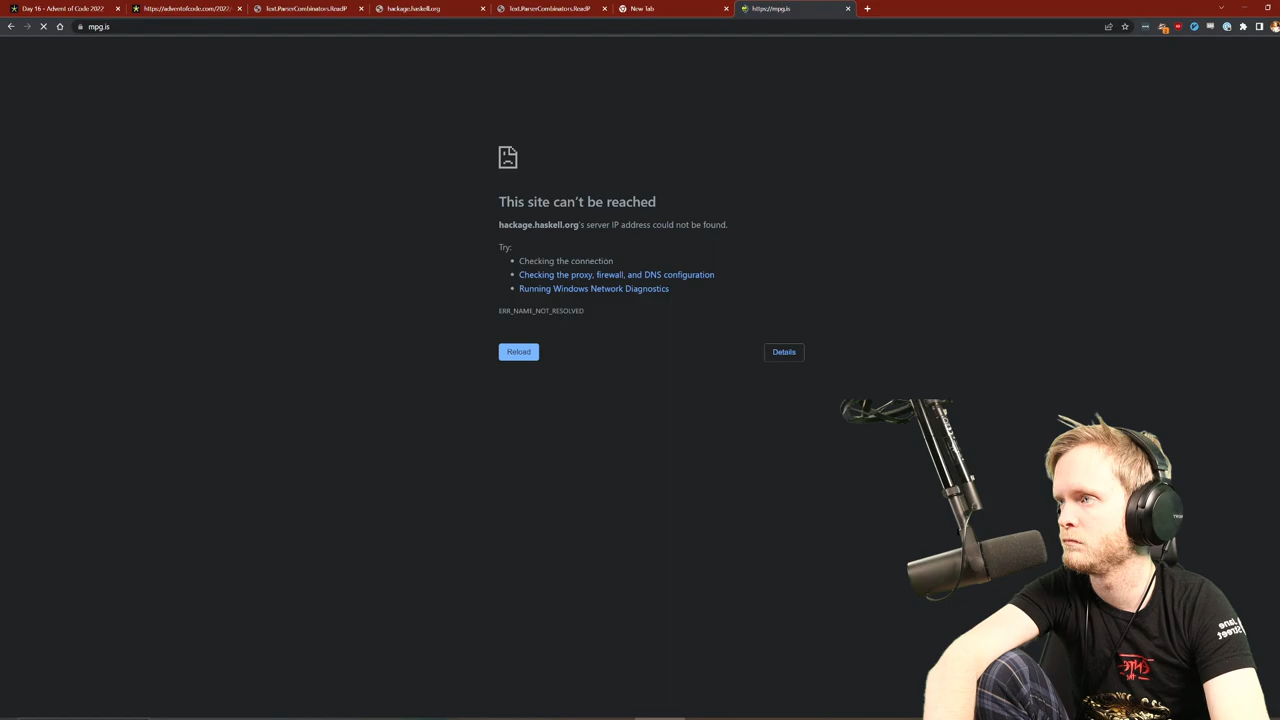 Day 16 - Advent of Code 2022
https://adventofcode.com/2022/
Text.ParserCombinators.ReadP
hackage.haskell.org
Text.ParserCombinators.ReadP
New Tab
https://mpg.is
mpg.is
This site can't be reached
hackage.haskell.org's server IP address could not be found.
Try:
Checking the connection
Checking the proxy, firewall, and DNS configuration
Running Windows Network Diagnostics
ERR_NAME_NOT_RESOLVED
Reload
Details
Jane
Street